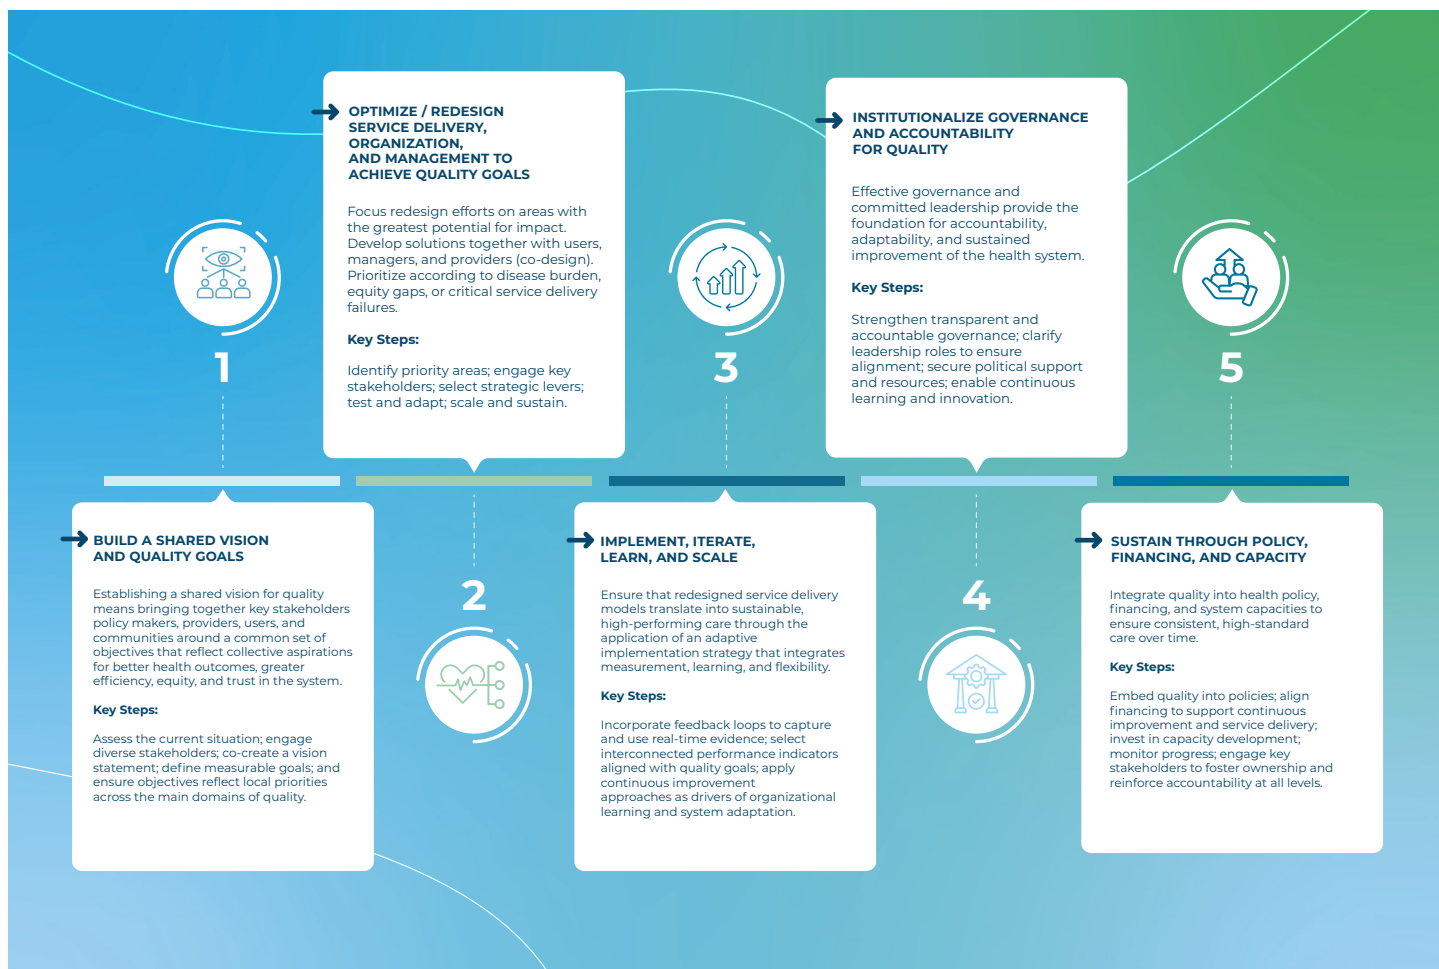 1
BUILD A SHARED VISION
AND QUALITY GOALS
Establishing a shared vision for quality
means bringing together key stakeholders
policy makers, providers, users, and
communities around a common set of
objectives that reflect collective aspirations
for better health outcomes, greater
efficiency, equity, and trust in the system.
Key Steps:
Assess the current situation; engage
diverse stakeholders; co-create a vision
statement; define measurable goals; and
ensure objectives reflect local priorities
across the main domains of quality.
OPTIMIZE / REDESIGN
SERVICE DELIVERY,
ORGANIZATION,
AND MANAGEMENT TO
ACHIEVE QUALITY GOALS
Focus redesign efforts on areas with
the greatest potential for impact.
Develop solutions together with users,
managers, and providers (co-design).
Prioritize according to disease burden,
equity gaps, or critical service delivery
failures.
Key Steps:
Identify priority areas; engage key
stakeholders; select strategic levers;
test and adapt; scale and sustain.
2
3
IMPLEMENT, ITERATE,
LEARN, AND SCALE
Ensure that redesigned service delivery
models translate into sustainable,
high-performing care through the
application of an adaptive
implementation strategy that integrates
measurement, learning, and flexibility.
Key Steps:
Incorporate feedback loops to capture
and use real-time evidence; select
interconnected performance indicators
aligned with quality goals; apply
continuous improvement
approaches as drivers of organizational
learning and system adaptation.
INSTITUTIONALIZE GOVERNANCE
AND ACCOUNTABILITY
FOR QUALITY
Effective governance and
committed leadership provide the
foundation for accountability,
adaptability, and sustained
improvement of the health system.
Key Steps:
Strengthen transparent and
accountable governance; clarify
leadership roles to ensure
alignment; secure political support
and resources; enable continuous
learning and innovation.
4
5
SUSTAIN THROUGH POLICY,
FINANCING, AND CAPACITY
Integrate quality into health policy,
financing, and system capacities to
ensure consistent, high-standard
care over time.
Key Steps:
Embed quality into policies; align
financing to support continuous
improvement and service delivery;
invest in capacity development;
monitor progress; engage key
stakeholders to foster ownership and
reinforce accountability at all levels.